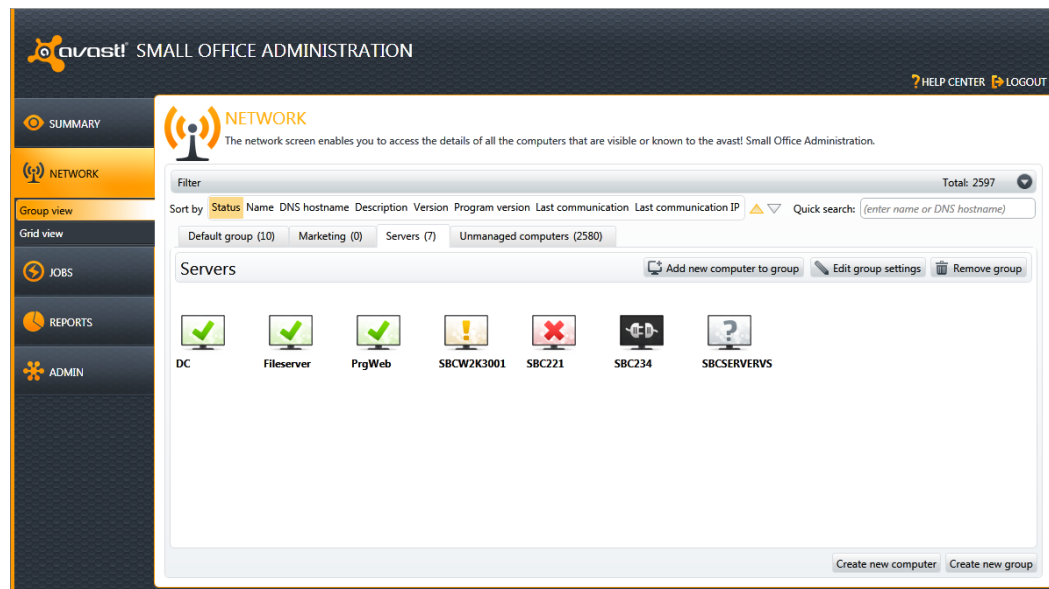 avast! SMALL OFFICE ADMINISTRATION
? HELP CENTER LOGOUT
SUMMARY
NETWORK
Group view
Grid view
JOBS
REPORTS
ADMIN
NETWORK
The network screen enables you to access the details of all the computers that are visible or known to the avast! Small Office Administration.
Filter Total: 2597
Sort by Status Name DNS hostname Description Version Program version Last communication Last communication IP Quick search: (enter name or DNS hostname)
Default group (10) Marketing (0) Servers (7) Unmanaged computers (2580)
Servers Add new computer to group Edit group settings Remove group
! ?
DC Fileserver PrgWeb SBCW2K3001 SBC221 SBC234 SBCSERVERVS
Create new computer Create new group